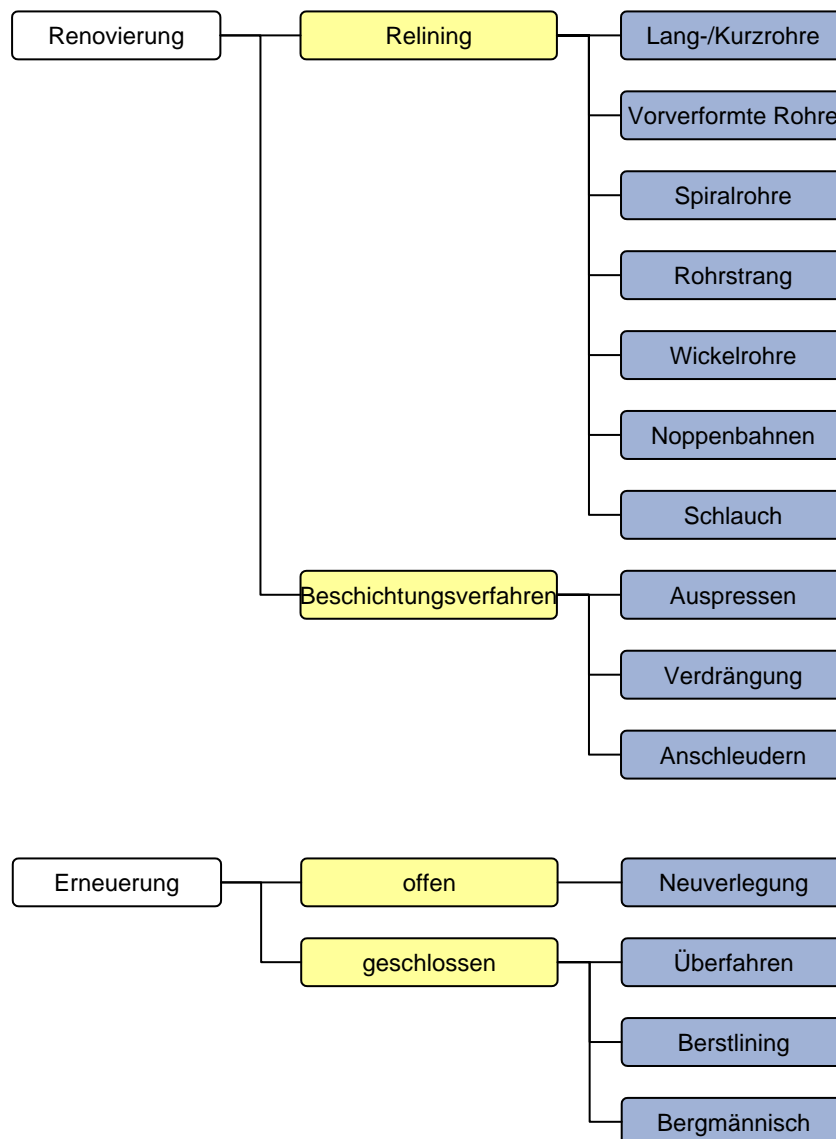 Renovierung
Relining
Lang-/Kurzrohre
Vorverformte Rohre
Spiralrohre
Rohrstrang
Wickelrohre
Noppenbahnen
Schlauch
Beschichtungsverfahren
Auspressen
Verdrängung
Anschleudern
Erneuerung
offen
Neuverlegung
geschlossen
Überfahren
Berstlining
Bergmännisch